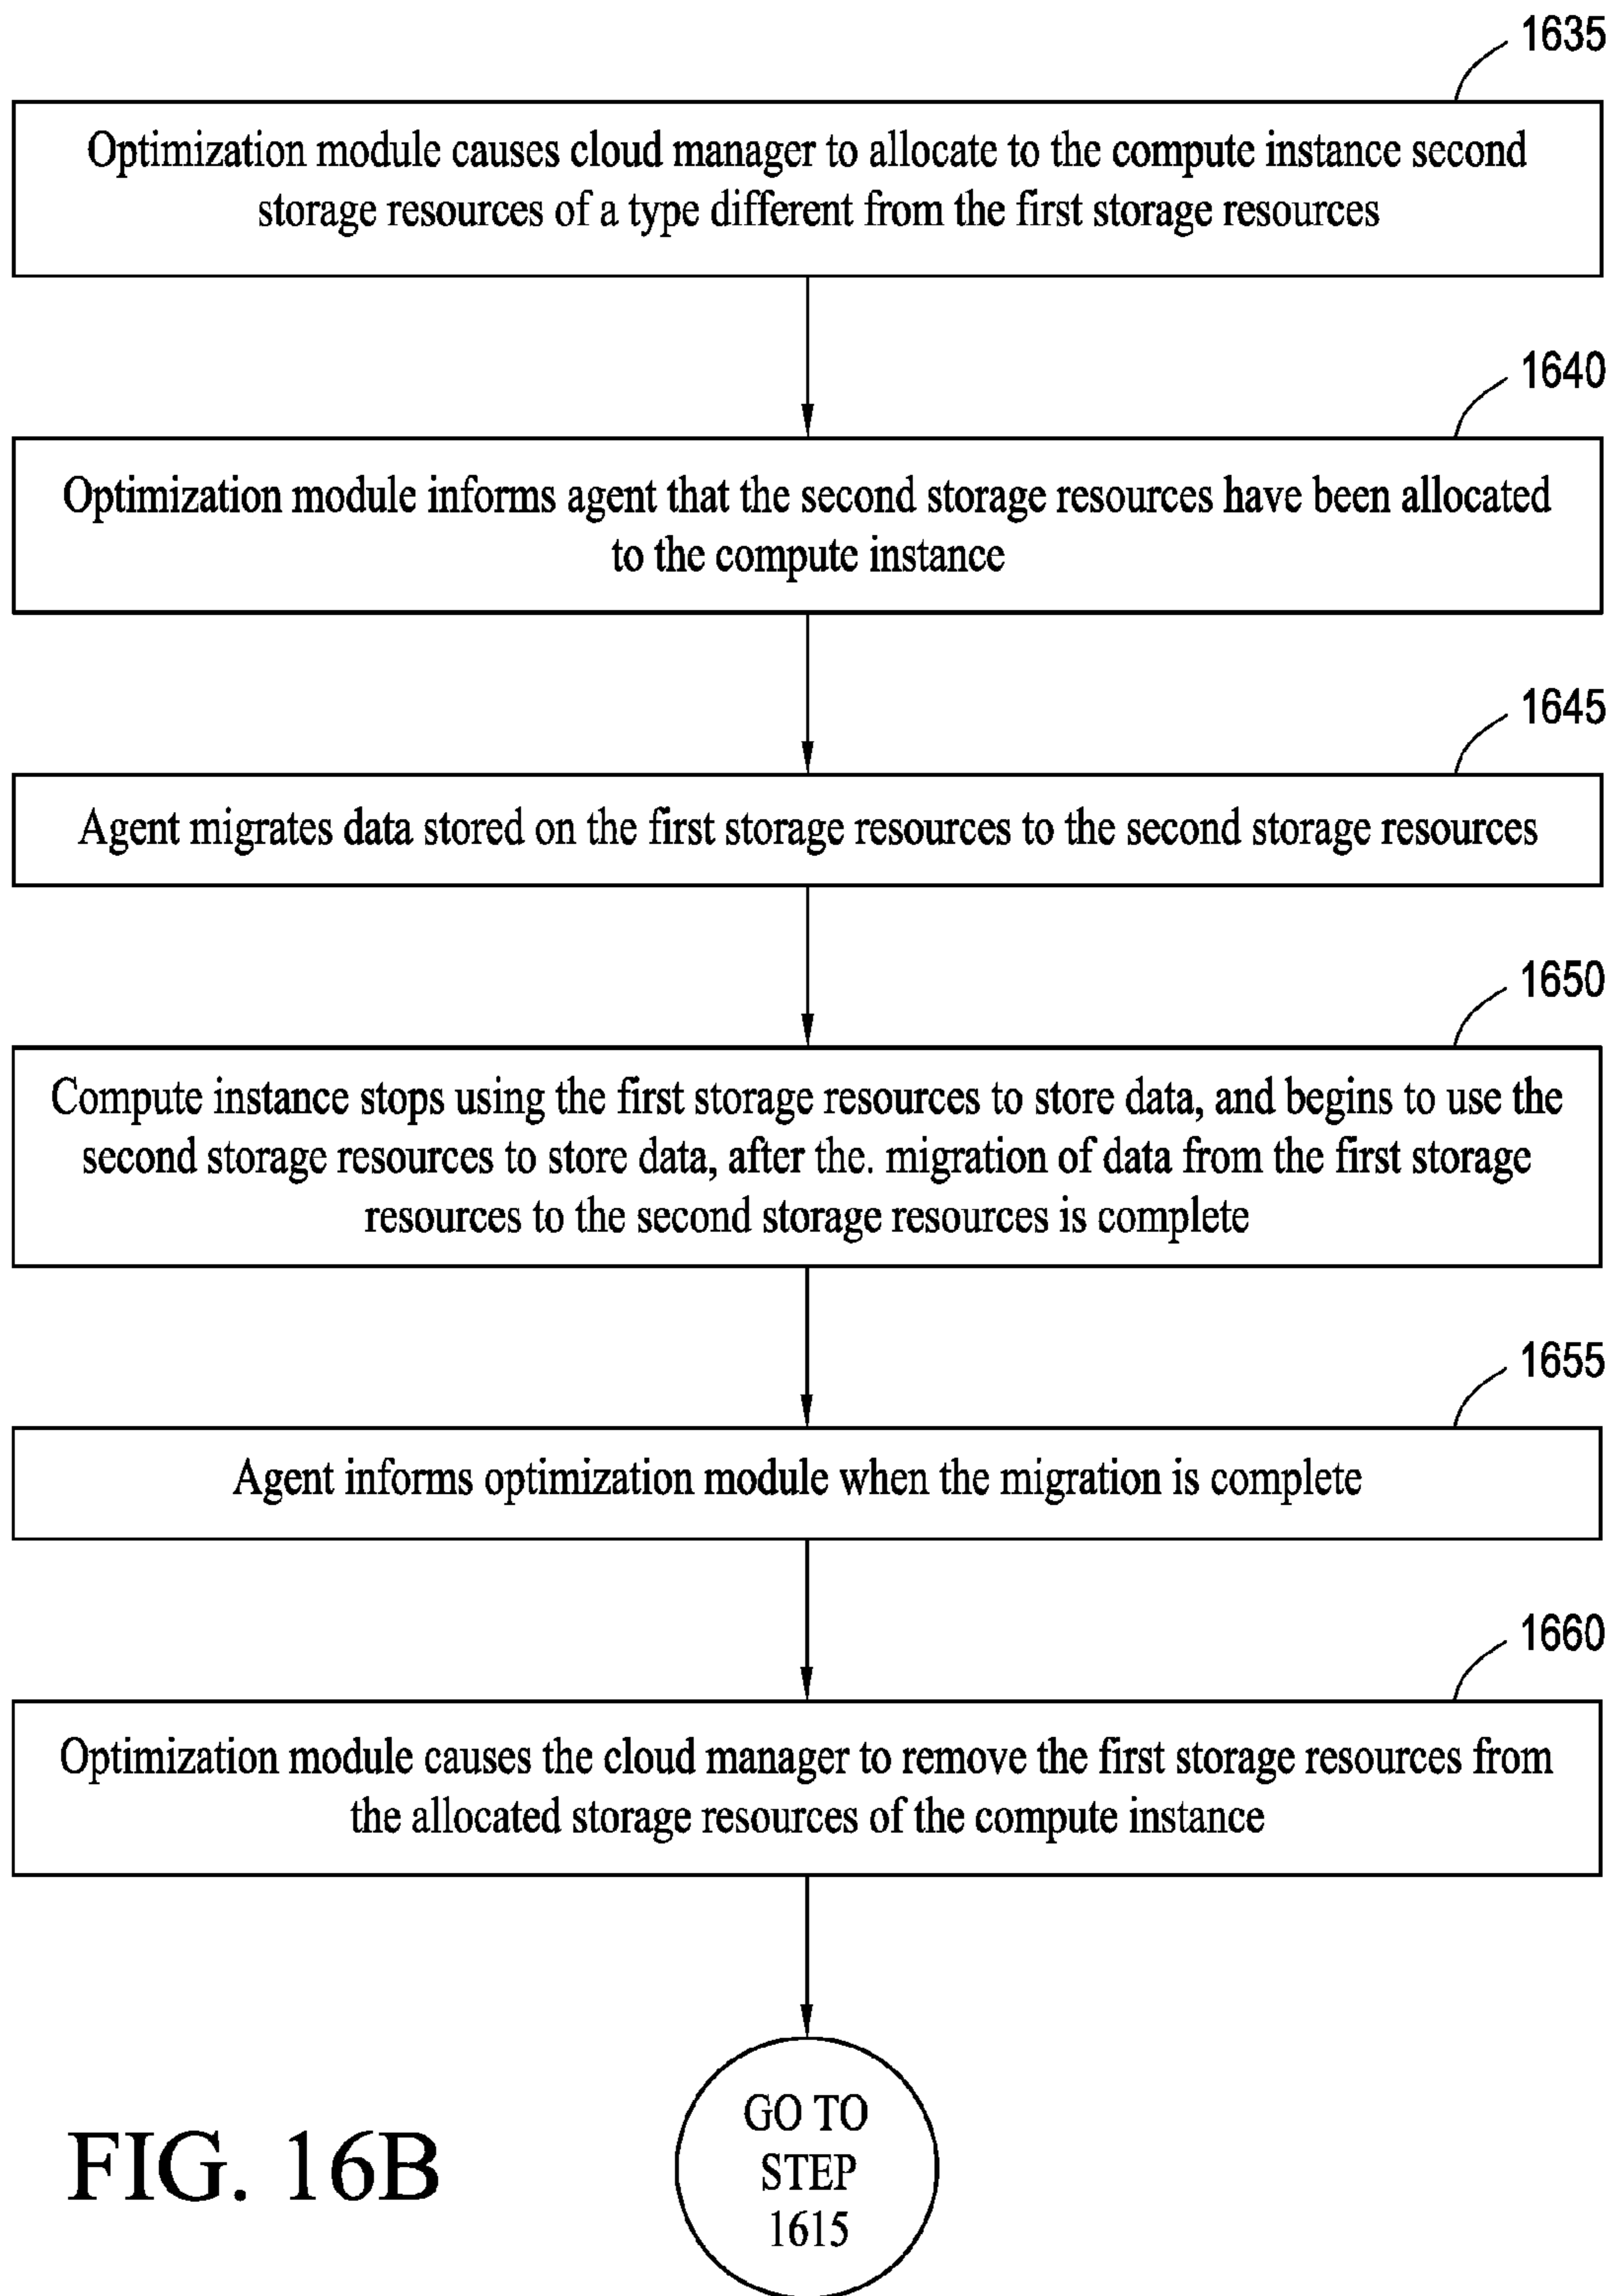 1635
Optimization module causes cloud manager to allocate to the compute instance second
storage resources of a type different from the first storage resources
1640
Optimization module informs agent that the second storage resources have been allocated
to the compute instance
1645
Agent migrates data stored on the first storage resources to the second storage resources
1650
Compute instance stops using the first storage resources to store data, and begins to use the
second storage resources to store data, after the. migration of data from the first storage
resources to the second storage resources is complete
1655
Agent informs optimization module when the migration is complete
1660
Optimization module causes the cloud manager to remove the first storage resources from
the allocated storage resources of the compute instance
GO TO
STEP
1615
FIG. 16B